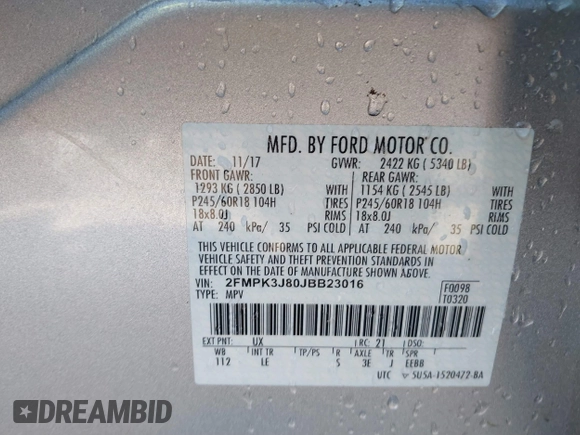 MFD. BY FORD MOTOR CO.
DATE: 11/17 GVWR: 2422 KG ( 5340 LB)
FRONT GAWR: REAR GAWR:
1293 KG ( 2850 LB) WITH 1154 KG ( 2545 LB) WITH
P245/60R18 104H TIRES P245/60R18 104H TIRES
18x8.0J RIMS 18x8.0J RIMS
AT 240 kPa/ 35 PSI COLD AT 240 kPa/ 35 PSI COLD
THIS VEHICLE CONFORMS TO ALL APPLICABLE FEDERAL MOTOR
VEHICLE SAFETY AND THEFT PREVENTION STANDARDS IN
EFFECT ON THE DATE OF MANUFACTURE SHOWN ABOVE.
VIN: 2FMPK3J80JBB23016 F0098
TYPE: MPV T0320
EXT PNT: UX RC: 21 DSO:
WB INT TR TP/PS R AXLE TR SPR
112 LE S 3E J EEBB
UTC 5U5A-1520472-BA
DREAMBID